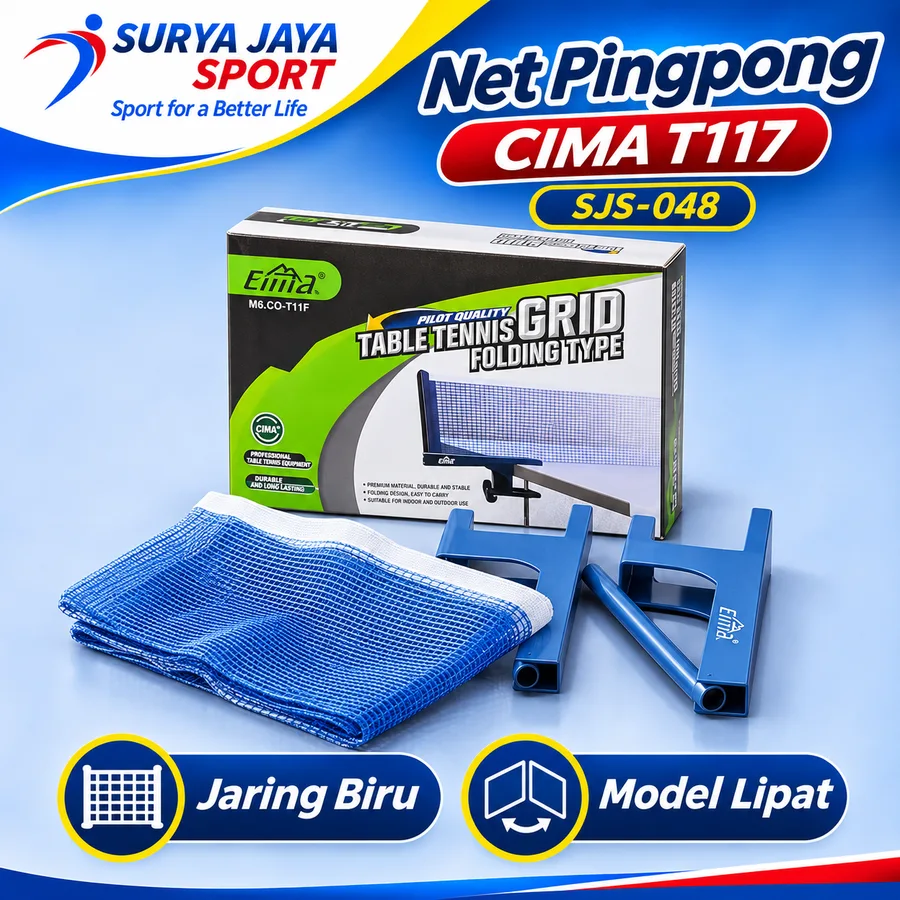 SURYA JAYA
SPORT
Sport for a Better Life
Net Pingpong
CIMA T117
SJS-048
Eima®
M6.CO-T11F
PILOT QUALITY
TABLE TENNIS GRID
FOLDING TYPE
CIMA®
PROFESSIONAL
TABLE TENNIS EQUIPMENT
DURABLE
AND LONG LASTING
Eima
• PREMIUM MATERIAL, DURABLE AND STABLE
• FOLDING DESIGN, EASY TO CARRY
• SUITABLE FOR INDOOR AND OUTDOOR USE
Eima®
Jaring Biru
Model Lipat